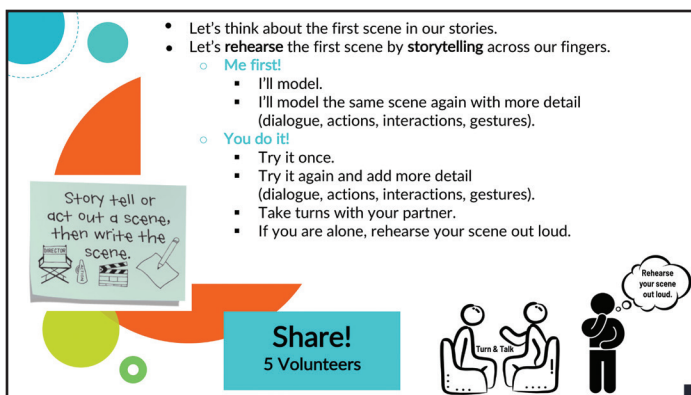 Let's think about the first scene in our stories.
Let's rehearse the first scene by storytelling across our fingers.
Me first!
I'll model.
I'll model the same scene again with more detail
(dialogue, actions, interactions, gestures).
You do it!
Try it once.
Try it again and add more detail
(dialogue, actions, interactions, gestures).
Take turns with your partner.
If you are alone, rehearse your scene out loud.
Story tell or
act out a scene,
then write the
scene.
DIRECTOR
Share!
5 Volunteers
Turn & Talk
Rehearse
your scene
out loud.